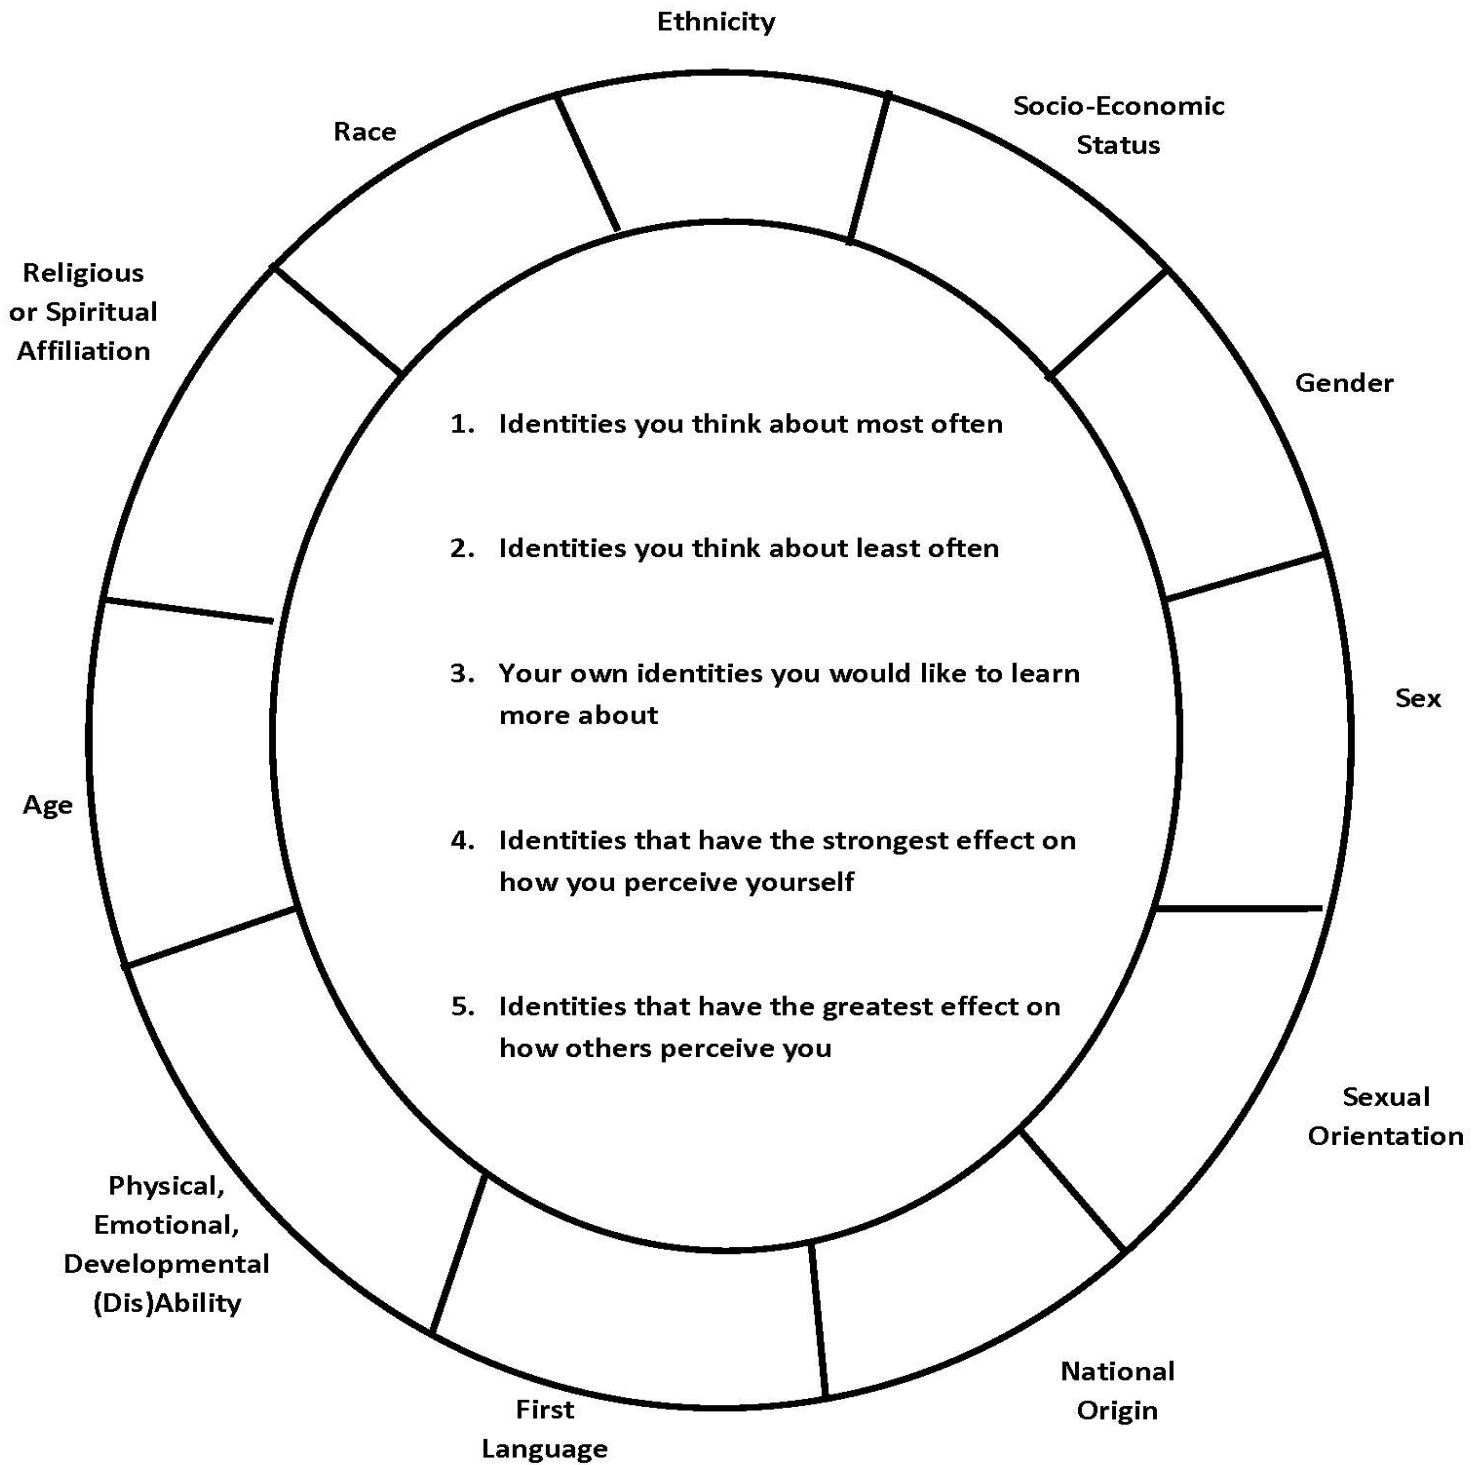 Ethnicity
Socio-Economic
Status
Race
Religious
or Spiritual
Affiliation
Gender
1. Identities you think about most often
2. Identities you think about least often
3. Your own identities you would like to learn
more about
Sex
Age
4. Identities that have the strongest effect on
how you perceive yourself
5. Identities that have the greatest effect on
how others perceive you
Sexual
Orientation
Physical,
Emotional,
Developmental
(Dis)Ability
National
Origin
First
Language